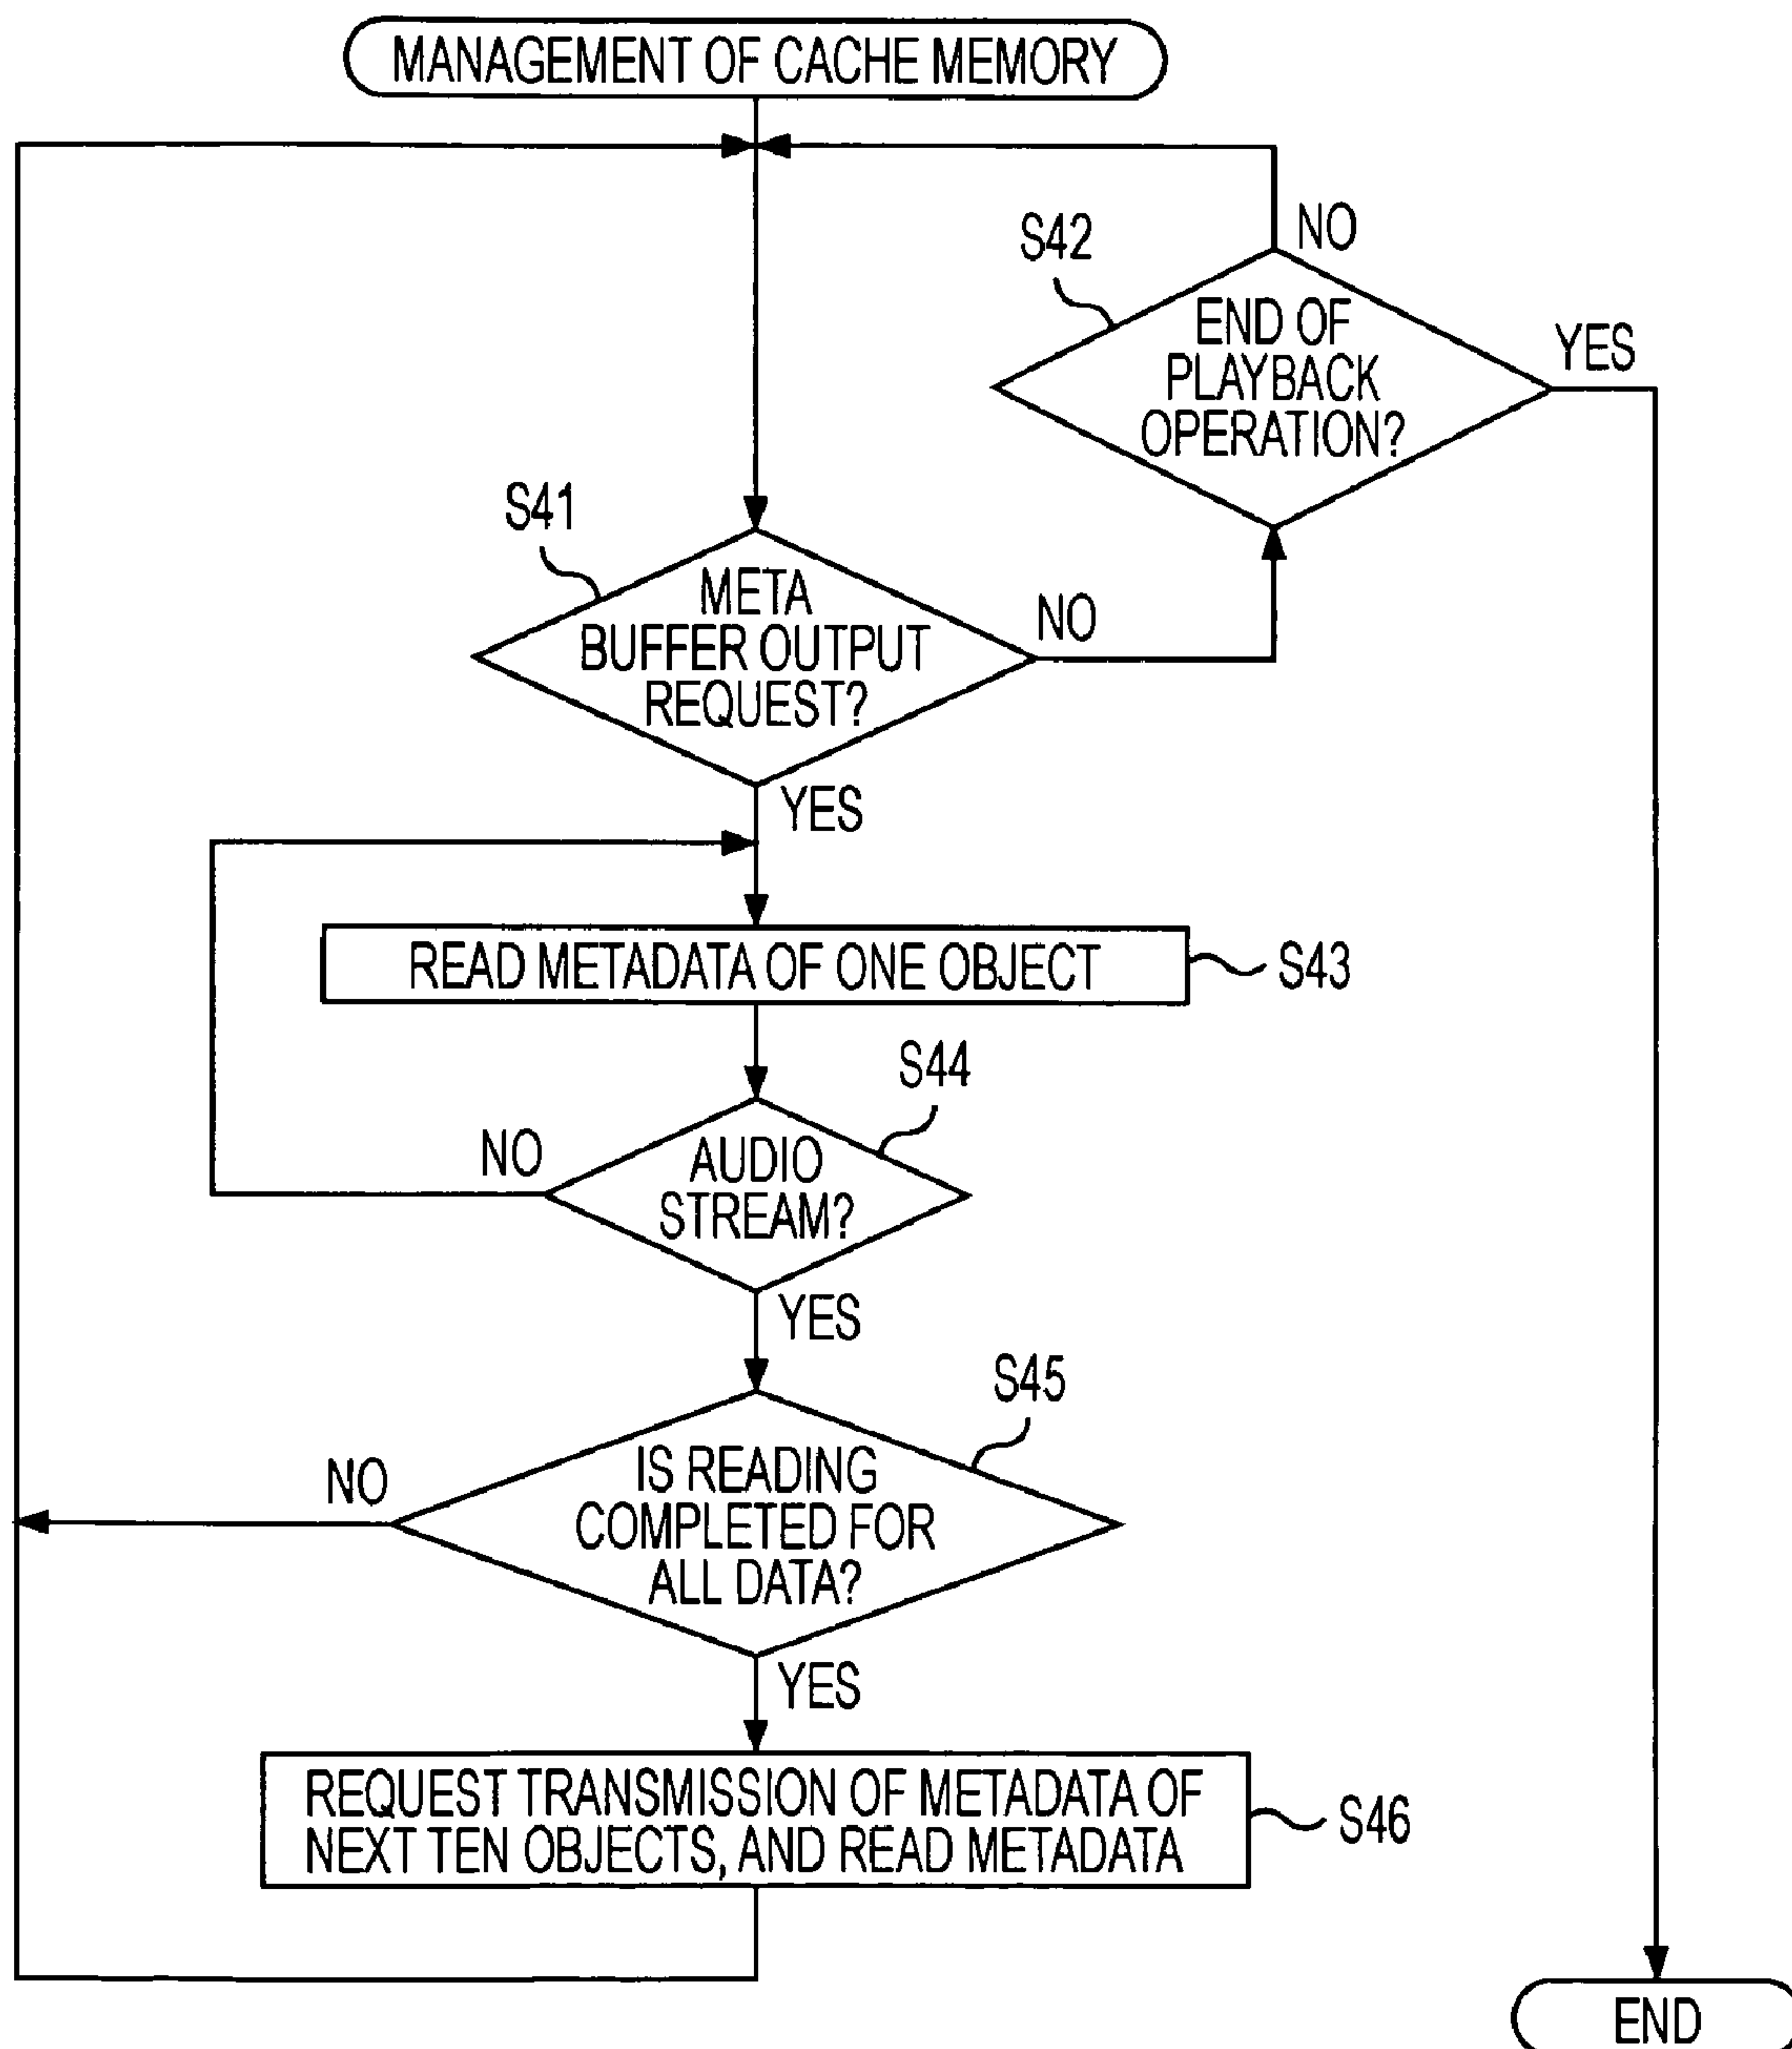 MANAGEMENT OF CACHE MEMORY
S42
NO
END OF
PLAYBACK
OPERATION?
YES
S41
META
BUFFER OUTPUT
REQUEST?
NO
YES
READ METADATA OF ONE OBJECT
S43
S44
NO
AUDIO
STREAM?
YES
S45
NO
IS READING
COMPLETED FOR
ALL DATA?
YES
REQUEST TRANSMISSION OF METADATA OF
NEXT TEN OBJECTS, AND READ METADATA
S46
END